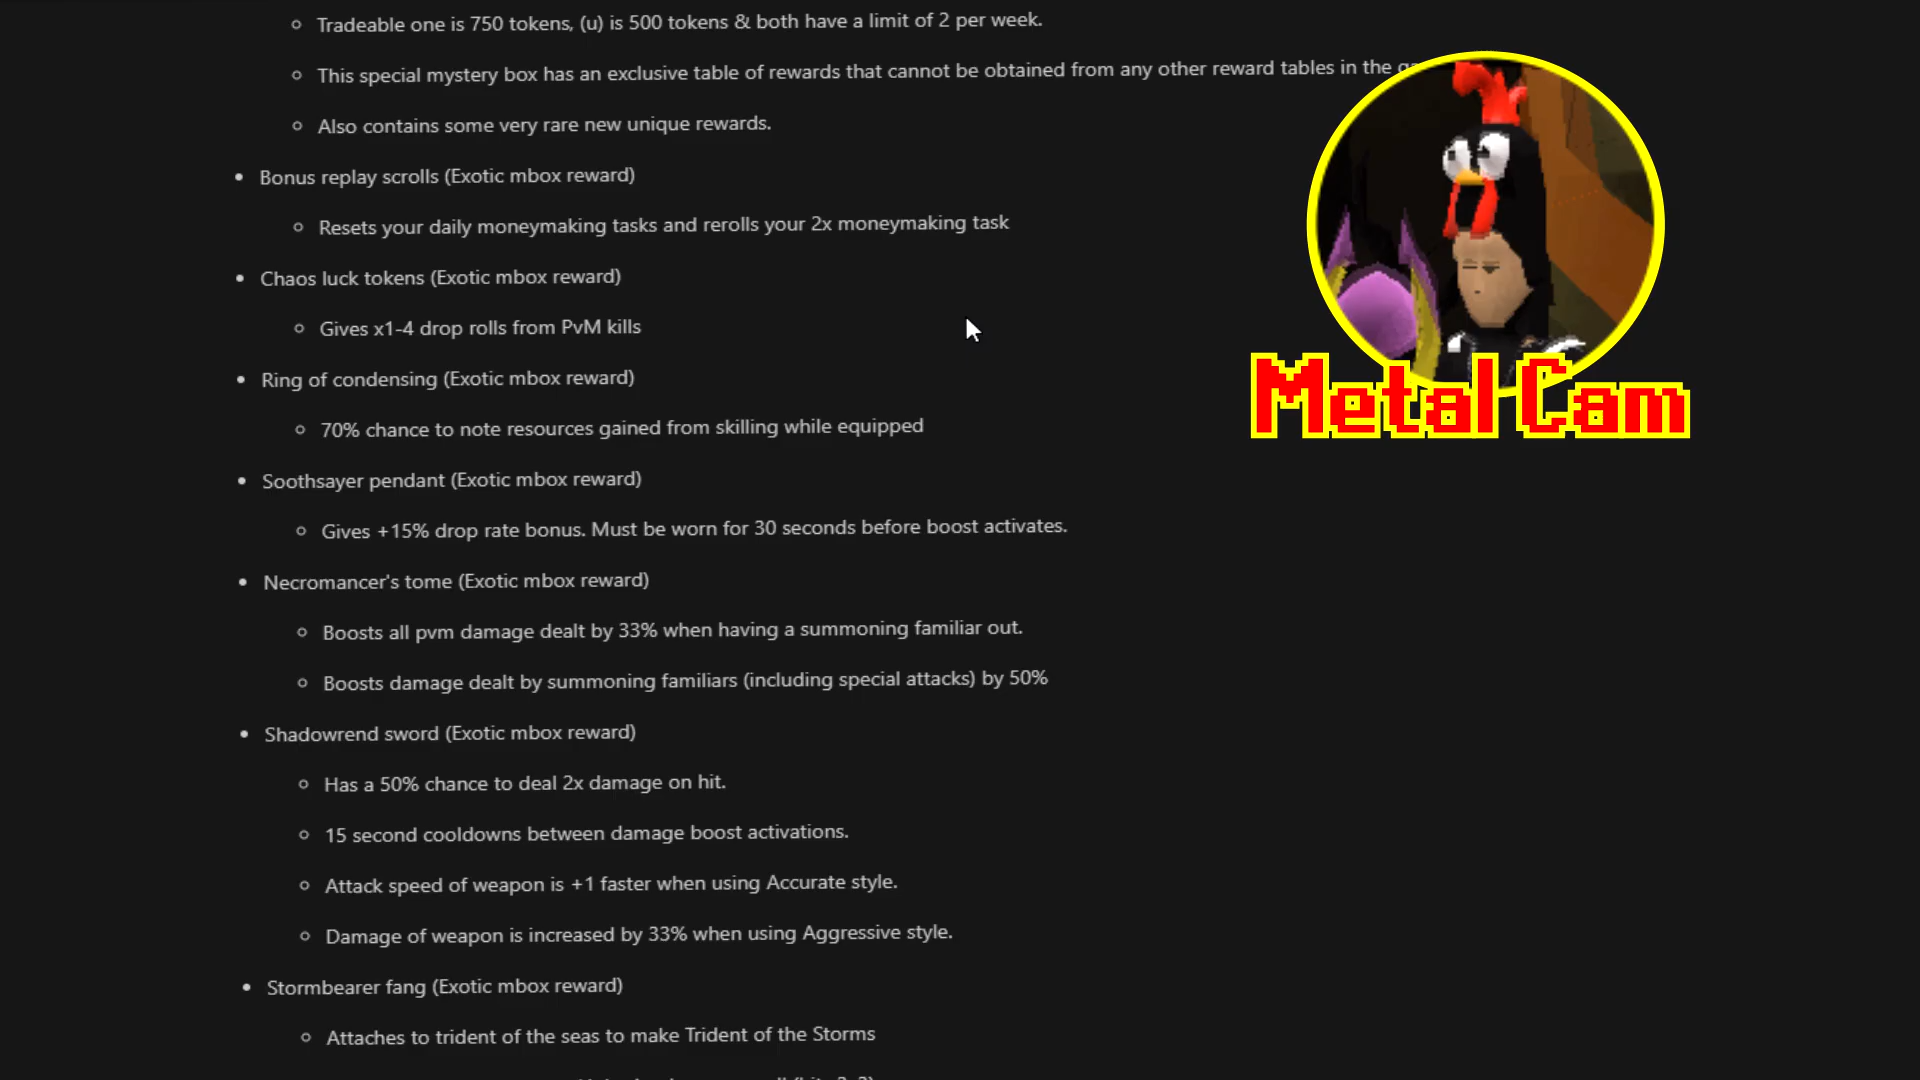 Tradeable one is 750 tokens, (u) is 500 tokens & both have a limit of 2 per week.
This special mystery box has an exclusive table of rewards that cannot be obtained from any other reward tables in the
Also contains some very rare new unique rewards.
Bonus replay scrolls (Exotic mbox reward)
Resets your daily moneymaking tasks and rerolls your 2x moneymaking task
Chaos luck tokens (Exotic mbox reward)
Gives x1-4 drop rolls from PvM kills
Ring of condensing (Exotic mbox reward)
Metal Cam
70% chance to note resources gained from skilling while equipped
Soothsayer pendant (Exotic mbox reward)
Gives +15% drop rate bonus. Must be worn for 30 seconds before boost activates.
Necromancer's tome (Exotic mbox reward)
Boosts all pvm damage dealt by 33% when having a summoning familiar out.
Boosts damage dealt by summoning familiars (including special attacks) by 50%
Shadowrend sword (Exotic mbox reward)
Has a 50% chance to deal 2x damage on hit.
15 second cooldowns between damage boost activations.
Attack speed of weapon is +1 faster when using Accurate style.
Damage of weapon is increased by 33% when using Aggressive style.
Stormbearer fang (Exotic mbox reward)
Attaches to trident of the seas to make Trident of the Storms